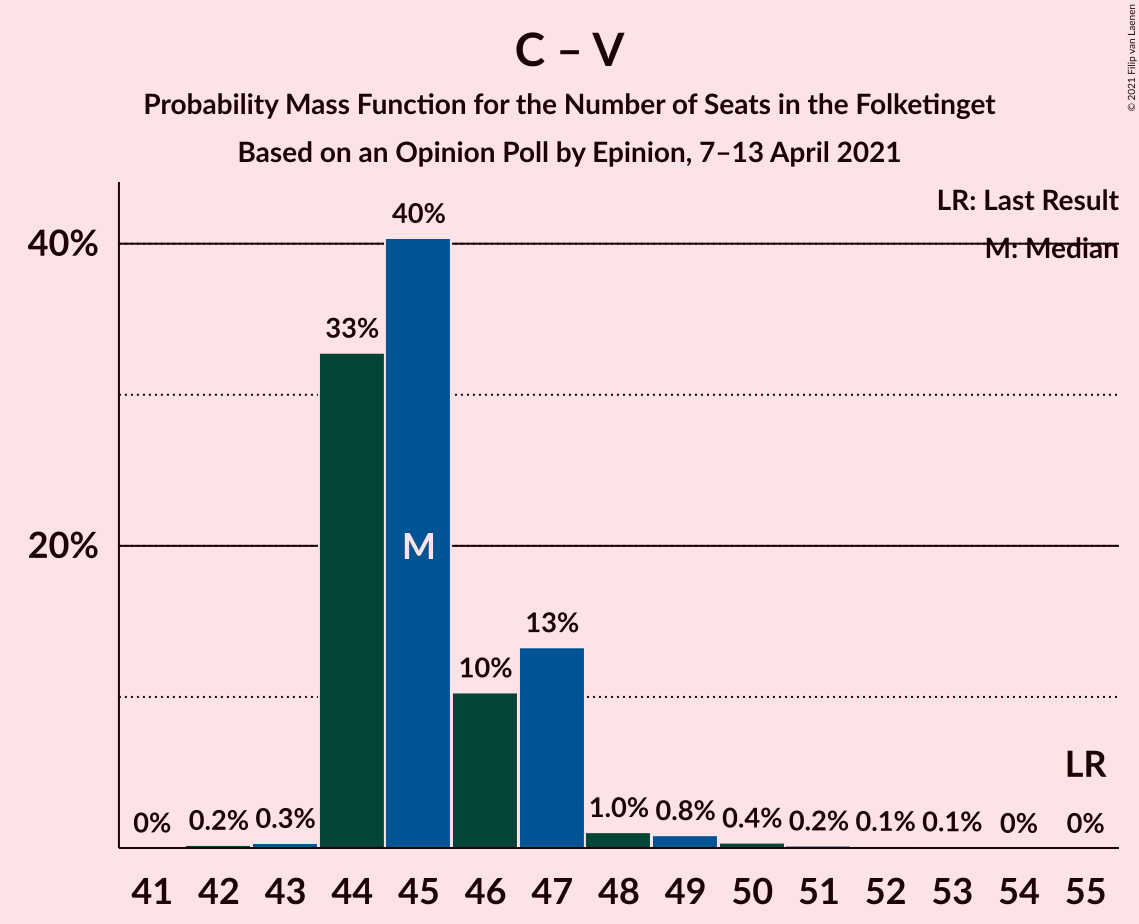 C – V
Probability Mass Function for the Number of Seats in the Folketinget
Based on an Opinion Poll by Epinion, 7–13 April 2021
© 2021 Filip van Laenen
LR: Last Result
M: Median
40%
20%
0%
0.2%
0.3%
33%
40%
M
10%
13%
1.0%
0.8%
0.4%
0.2%
0.1%
0.1%
0%
0%
LR
41 42 43 44 45 46 47 48 49 50 51 52 53 54 55